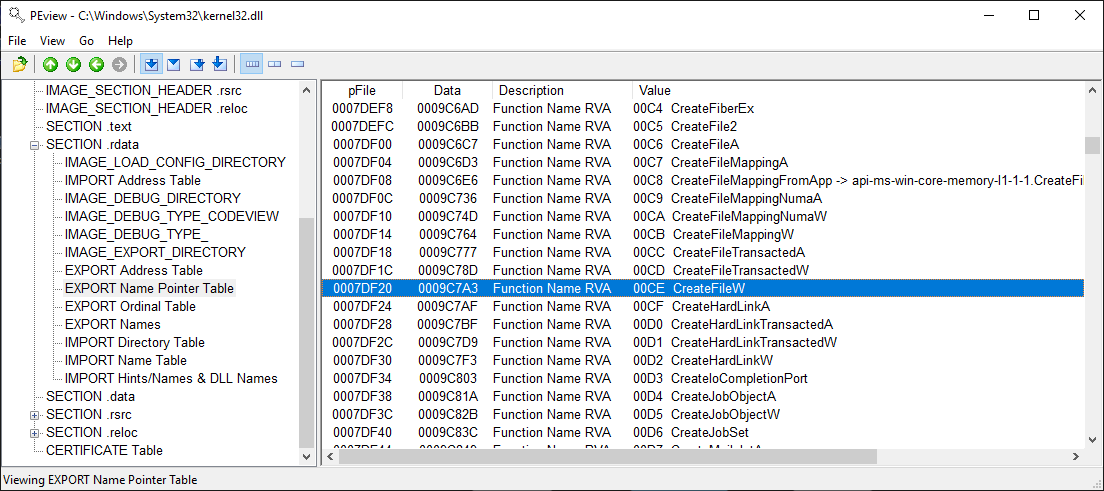 PEview - C:\Windows\System32\kernel32.dll
File View Go Help
IMAGE_SECTION_HEADER .rsrc
IMAGE_SECTION_HEADER .reloc
SECTION .text
SECTION .rdata
IMAGE_LOAD_CONFIG_DIRECTORY
IMPORT Address Table
IMAGE_DEBUG_DIRECTORY
IMAGE_DEBUG_TYPE_CODEVIEW
IMAGE_DEBUG_TYPE_
IMAGE_EXPORT_DIRECTORY
EXPORT Address Table
EXPORT Name Pointer Table
EXPORT Ordinal Table
EXPORT Names
IMPORT Directory Table
IMPORT Name Table
IMPORT Hints/Names & DLL Names
SECTION .data
SECTION .rsrc
SECTION .reloc
CERTIFICATE Table
pFile Data Description Value
0007DEF8 0009C6AD Function Name RVA 00C4 CreateFiberEx
0007DEFC 0009C6BB Function Name RVA 00C5 CreateFile2
0007DF00 0009C6C7 Function Name RVA 00C6 CreateFileA
0007DF04 0009C6D3 Function Name RVA 00C7 CreateFileMappingA
0007DF08 0009C6E6 Function Name RVA 00C8 CreateFileMappingFromApp -> api-ms-win-core-memory-l1-1-1.CreateFi
0007DF0C 0009C736 Function Name RVA 00C9 CreateFileMappingNumaA
0007DF10 0009C74D Function Name RVA 00CA CreateFileMappingNumaW
0007DF14 0009C764 Function Name RVA 00CB CreateFileMappingW
0007DF18 0009C777 Function Name RVA 00CC CreateFileTransactedA
0007DF1C 0009C78D Function Name RVA 00CD CreateFileTransactedW
0007DF20 0009C7A3 Function Name RVA 00CE CreateFileW
0007DF24 0009C7AF Function Name RVA 00CF CreateHardLinkA
0007DF28 0009C7BF Function Name RVA 00D0 CreateHardLinkTransactedA
0007DF2C 0009C7D9 Function Name RVA 00D1 CreateHardLinkTransactedW
0007DF30 0009C7F3 Function Name RVA 00D2 CreateHardLinkW
0007DF34 0009C803 Function Name RVA 00D3 CreateIoCompletionPort
0007DF38 0009C81A Function Name RVA 00D4 CreateJobObjectA
0007DF3C 0009C82B Function Name RVA 00D5 CreateJobObjectW
0007DF40 0009C83C Function Name RVA 00D6 CreateJobSet
Viewing EXPORT Name Pointer Table